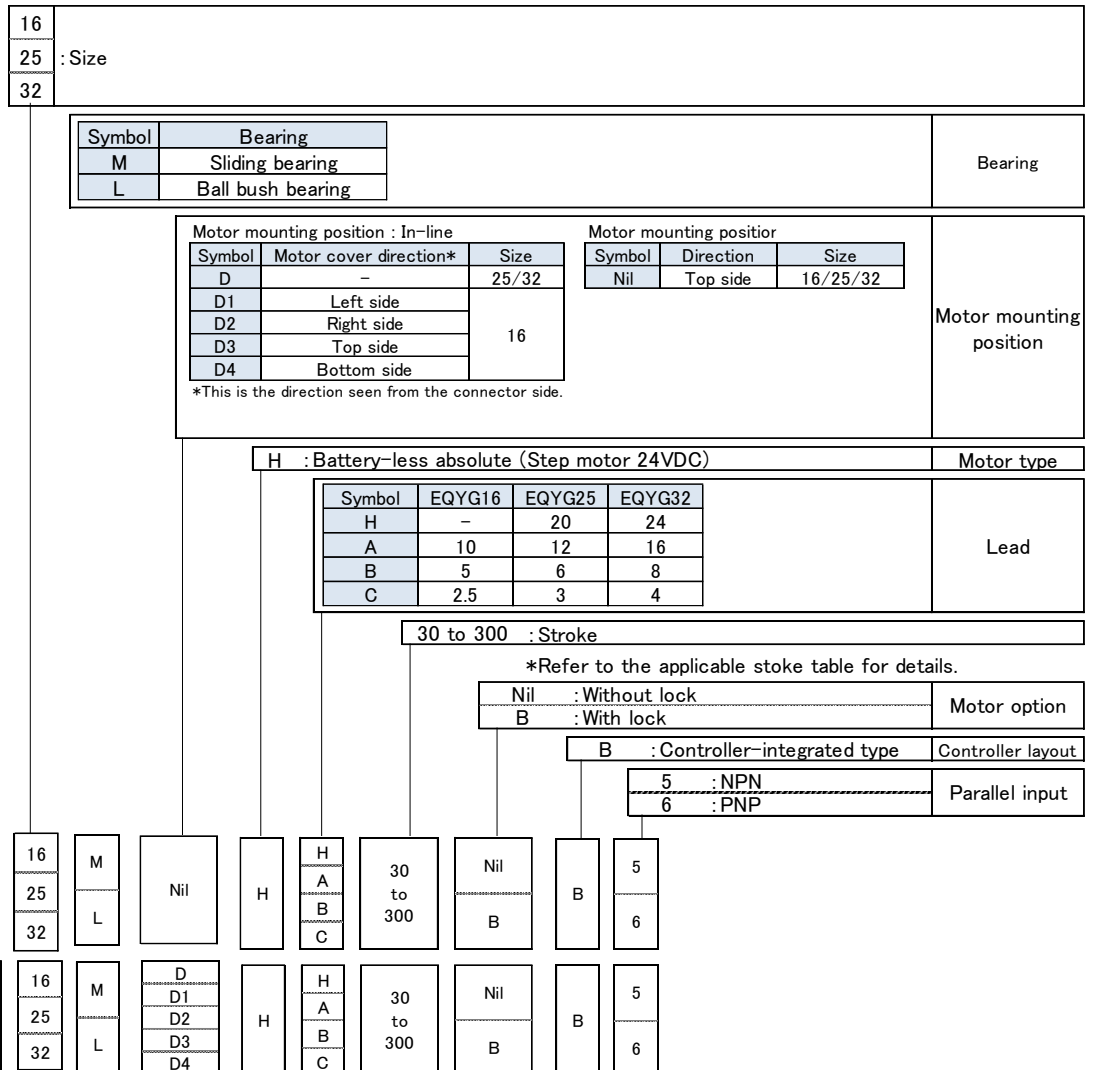 16
25 : Size
32
Symbol Bearing
M Sliding bearing
L Ball bush bearing
Bearing
Motor mounting position : In-line
Symbol Motor cover direction* Size
D - 25/32
D1 Left side
D2 Right side
D3 Top side
D4 Bottom side
16
*This is the direction seen from the connector side.
Motor mounting positior
Symbol Direction Size
Nil Top side 16/25/32
Motor mounting
position
H : Battery-less absolute (Step motor 24VDC) Motor type
Symbol EQYG16 EQYG25 EQYG32
H - 20 24
A 10 12 16
B 5 6 8
C 2.5 3 4
Lead
30 to 300 : Stroke
*Refer to the applicable stoke table for details.
Nil : Without lock
B : With lock
Motor option
B : Controller-integrated type Controller layout
5 : NPN
6 : PNP
Parallel input
16
25
32
M
L
Nil
H
H
A
B
C
30
to
300
Nil
B
B
5
6
16
25
32
M
L
D
D1
D2
D3
D4
H
H
A
B
C
30
to
300
Nil
B
B
5
6